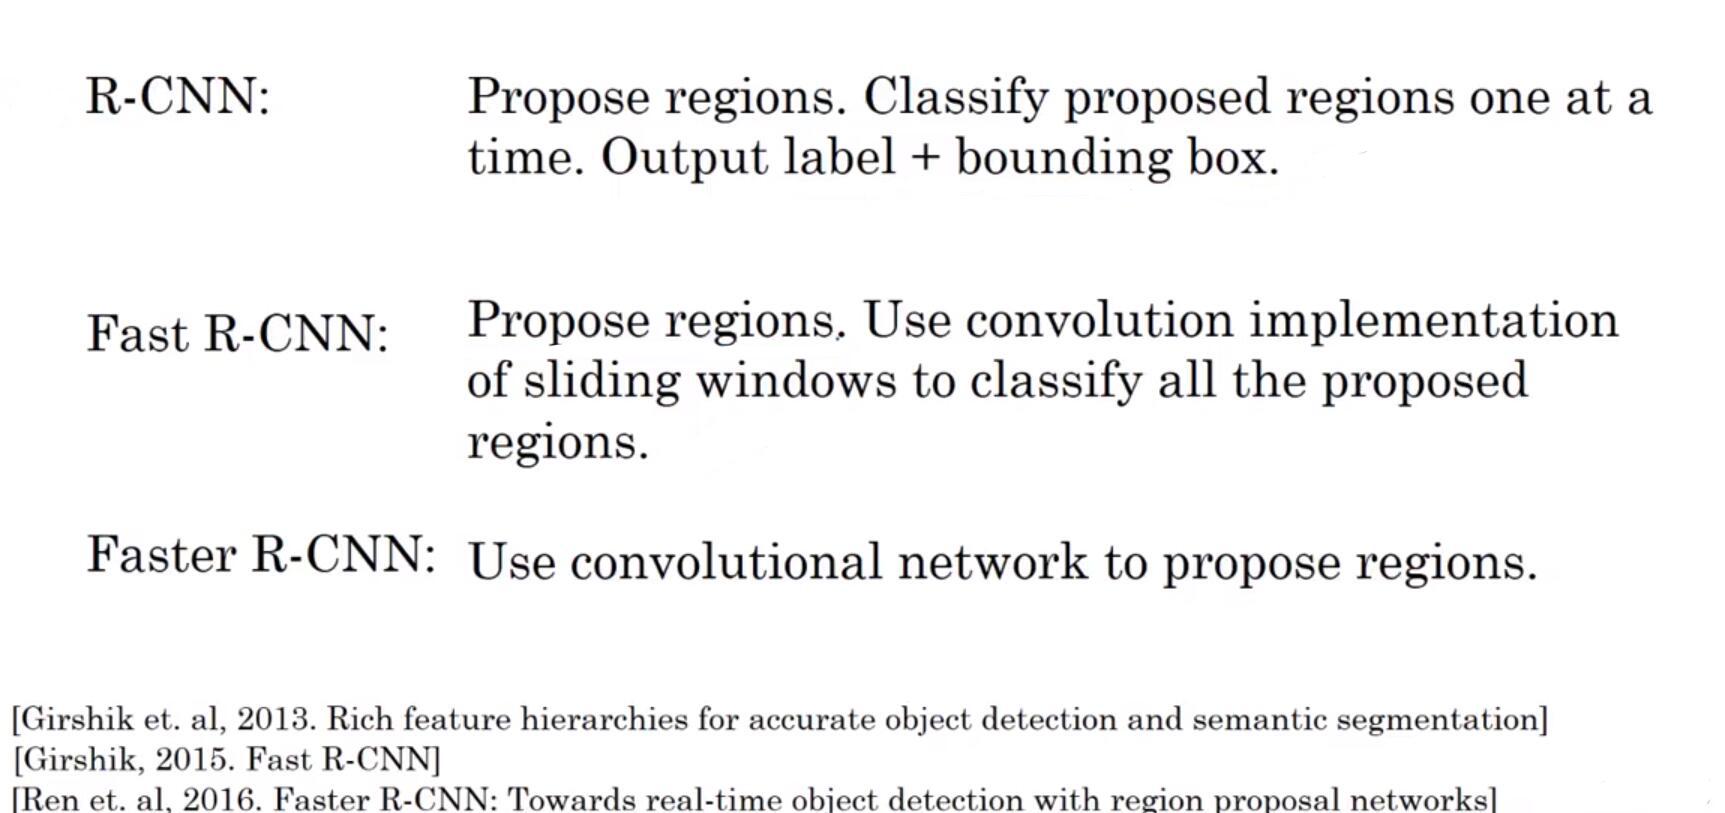 R-CNN: Propose regions. Classify proposed regions one at a
time. Output label + bounding box.
Fast R-CNN: Propose regions. Use convolution implementation
of sliding windows to classify all the proposed
regions.
Faster R-CNN: Use convolutional network to propose regions.
[Girshik et. al, 2013. Rich feature hierarchies for accurate object detection and semantic segmentation]
[Girshik, 2015. Fast R-CNN]
[Ren et. al, 2016. Faster R-CNN: Towards real-time object detection with region proposal networks]